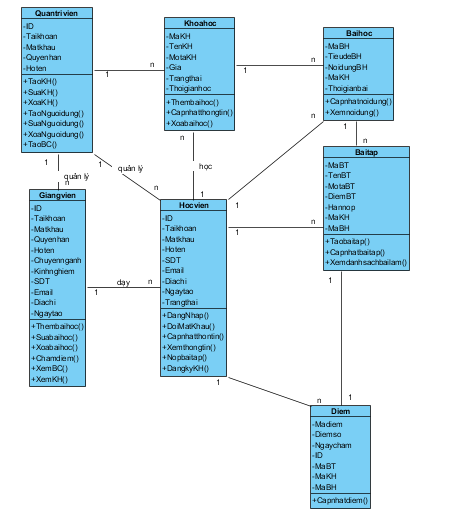 Quantrivien
-ID
-Taikhoan
-Matkhau
-Quyenhan
-Hoten
+TaoKH()
+SuaKH()
+XoaKH()
+TaoNguoidung()
+SuaNguoidung()
+XoaNguoidung()
+TaoBC()
Khoahoc
-MaKH
-TenKH
-MotaKH
-Gia
-Trangthai
-Thoigianhoc
+Thembaihoc()
+Capnhatthongtin()
+Xoabaihoc()
Baihoc
-MaBH
-TieudeBH
-NoidungBH
-MaKH
-Thoigianbai
+Capnhatnoidung()
+Xemnoidung()
1
n
1
n
1
n
Baitap
-MaBT
-TenBT
-MotaBT
-DiemBT
-Hannop
-MaKH
-MaBH
+Taobaitap()
+Capnhatbaitap()
+Xemdanhsachbailam()
1
quản lý
n
1
quản lý
n
n
học
1
n
1
Giangvien
-ID
-Taikhoan
-Matkhau
-Quyenhan
-Hoten
-Chuyennganh
-Kinhnghiem
-SDT
-Email
-Diachi
-Ngaytao
+Thembaihoc()
+Suabaihoc()
+Xoabaihoc()
+Chamdiem()
+XemBC()
+XemKH()
Hocvien
-ID
-Taikhoan
-Matkhau
-Hoten
-SDT
-Email
-Diachi
-Ngaytao
-Trangthai
+DangNhap()
+DoiMatKhau()
+Capnhatthontin()
+Xemthongtin()
+Nopbaitap()
+DangkyKH()
1
n
1
dạy
n
1
1
1
n
Diem
-Madiem
-Diemso
-Ngaycham
-ID
-MaBT
-MaKH
-MaBH
+Capnhatdiem()